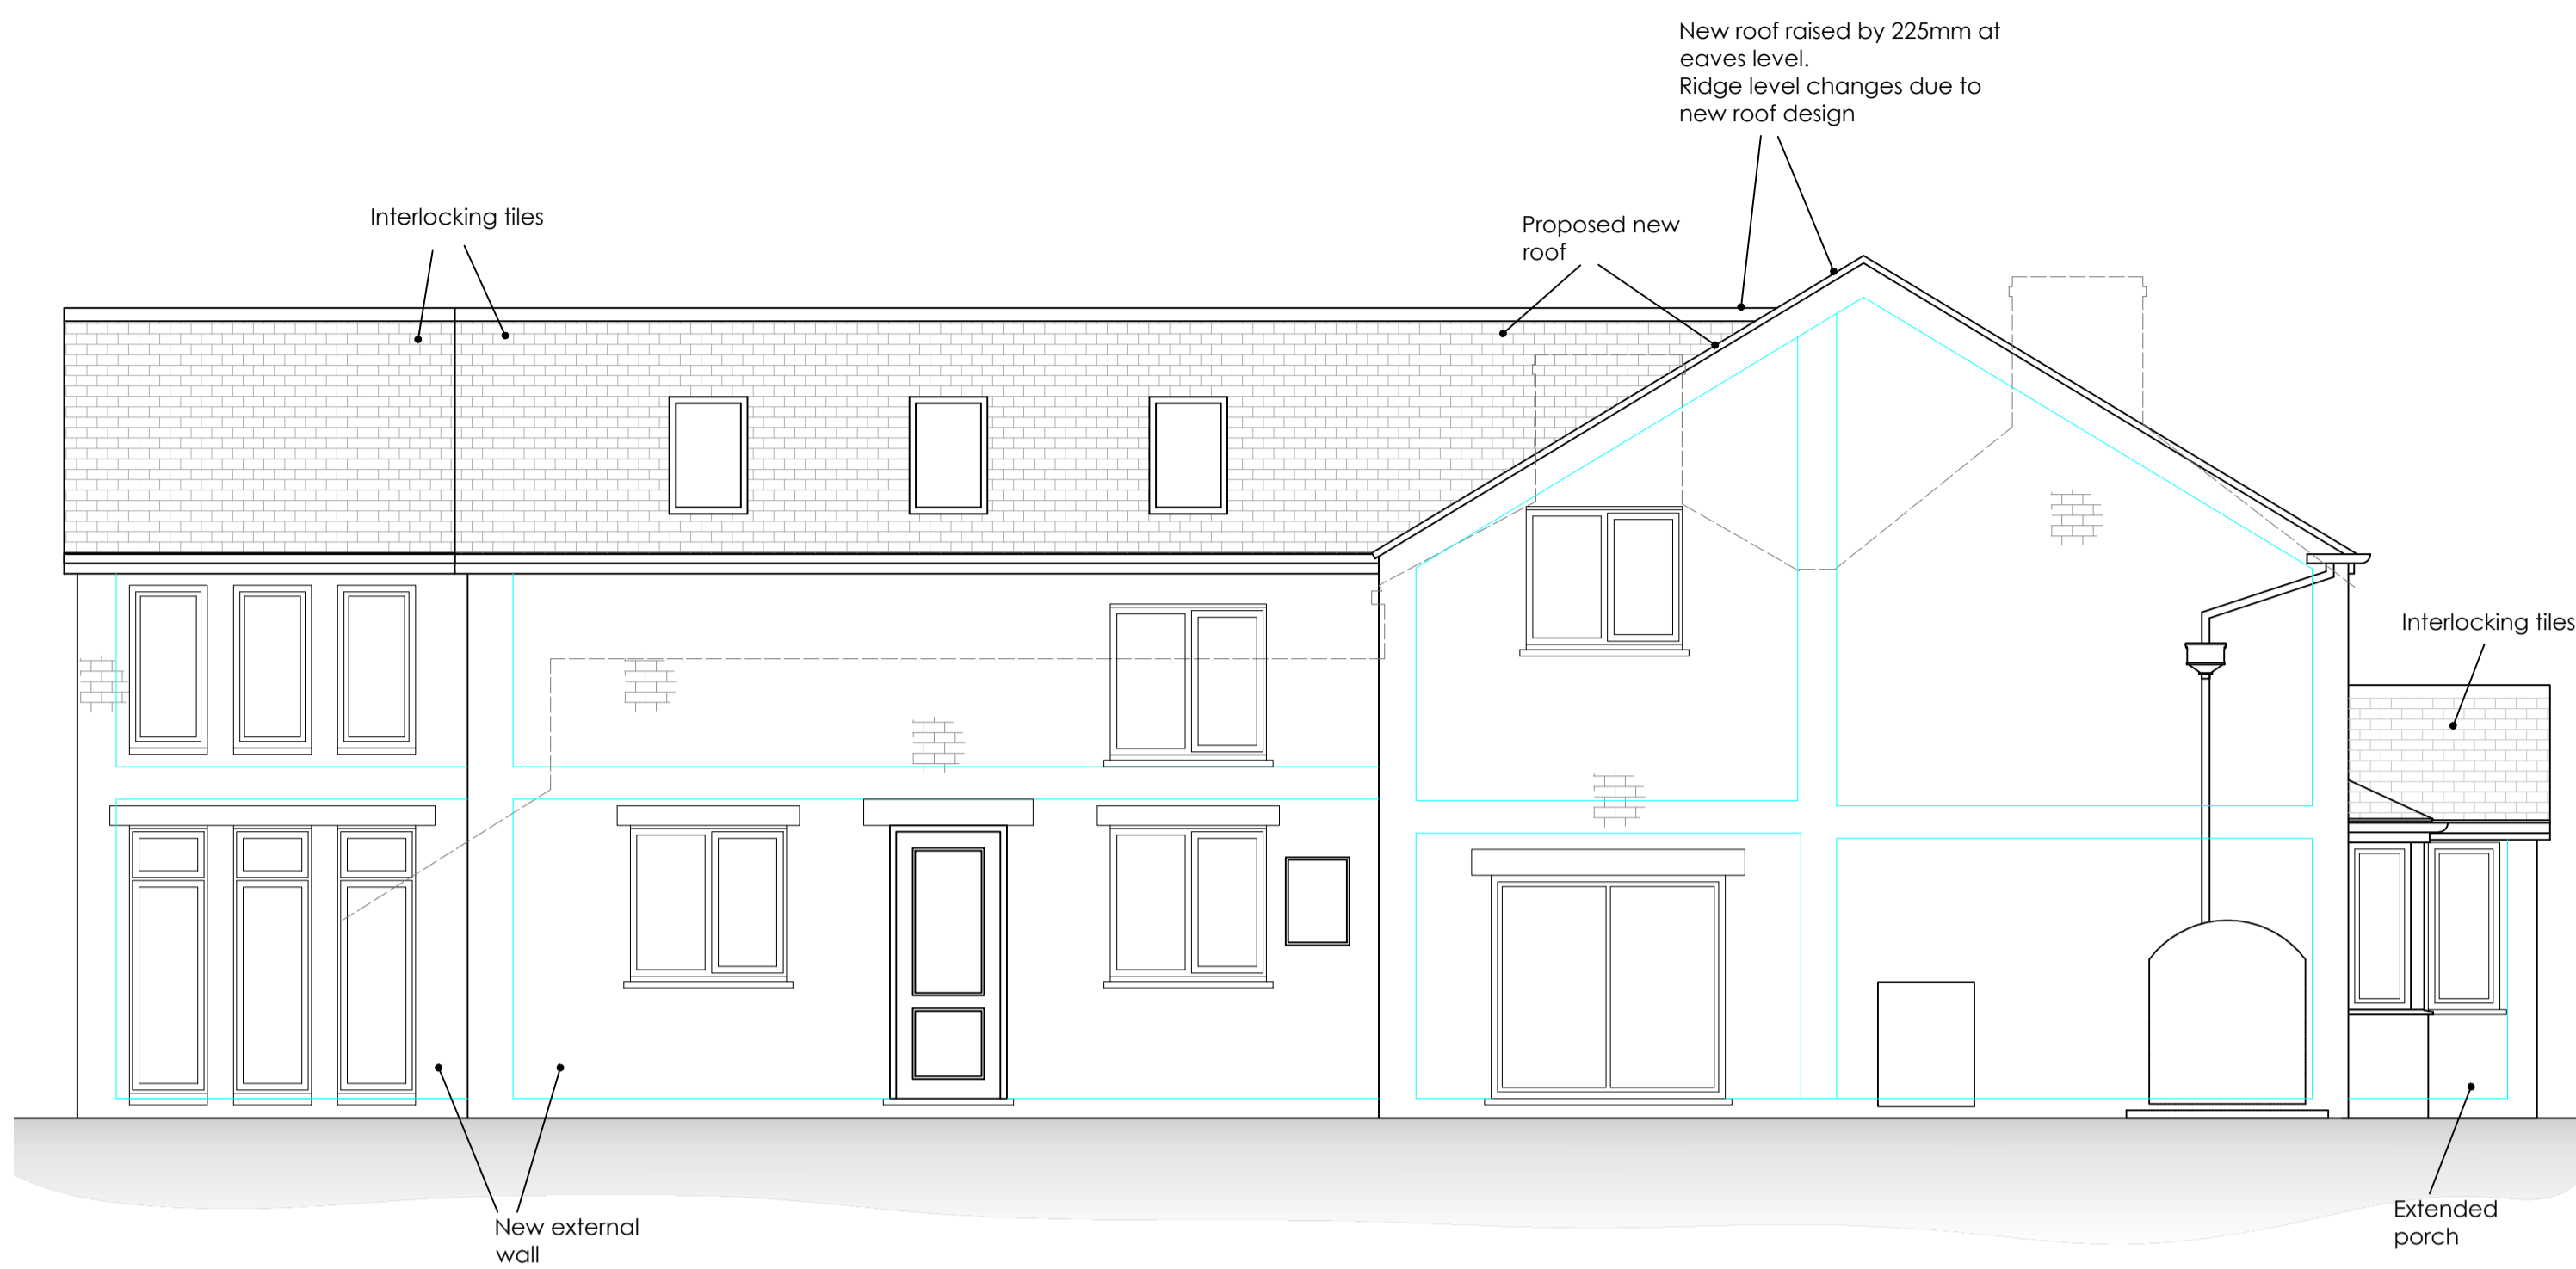 New roof raised by 225mm at
eaves level.
Ridge level changes due to
new roof design
Interlocking tiles
Proposed new
roof
Interlocking tiles
New external
wall
Extended
porch